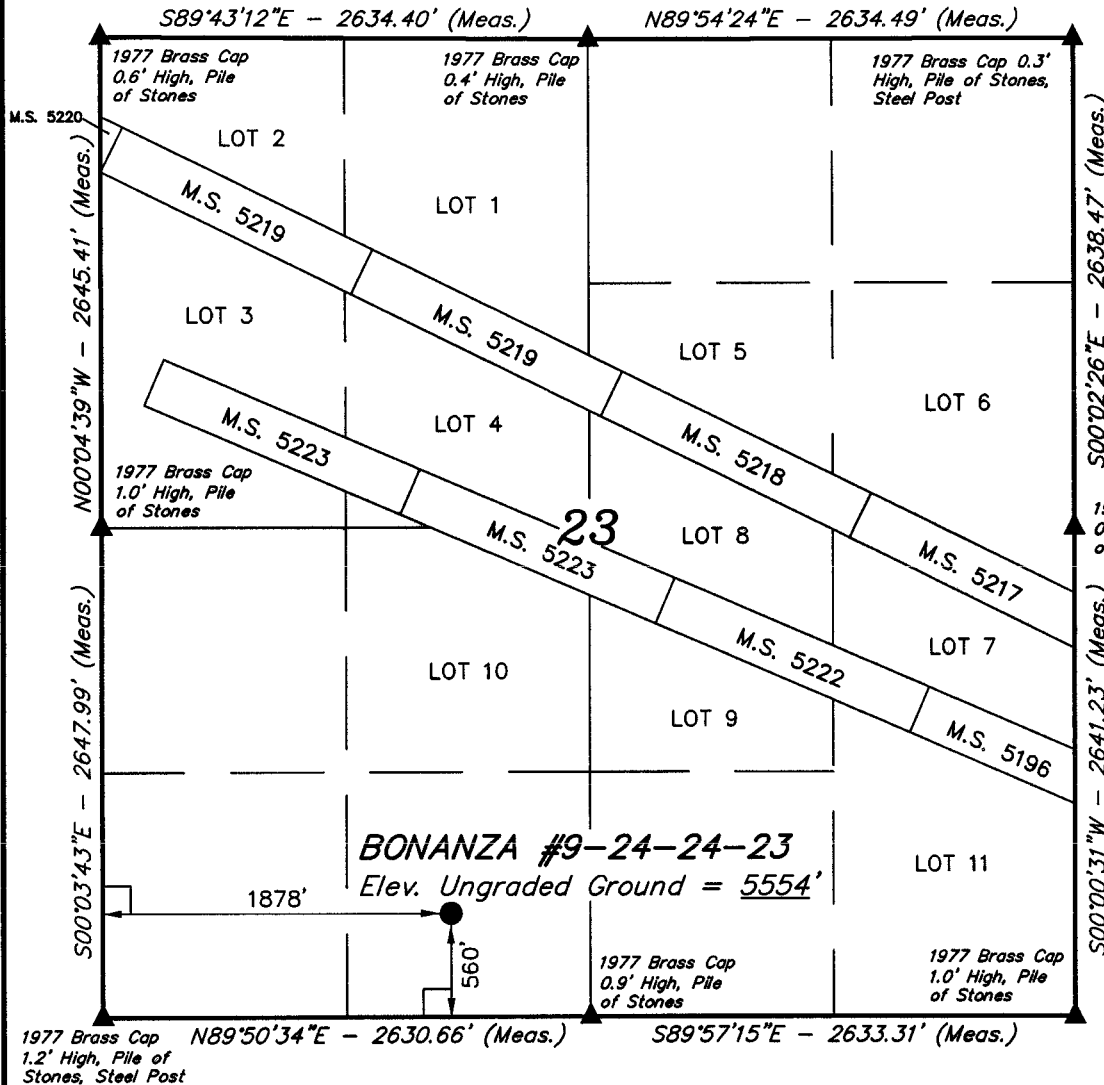 S89°43'12"E - 2634.40' (Meas.)
N89°54'24"E - 2634.49' (Meas.)
1977 Brass Cap
0.6' High, Pile
of Stones
1977 Brass Cap
0.4' High, Pile
of Stones
1977 Brass Cap 0.3'
High, Pile of Stones,
Steel Post
M.S. 5220
LOT 2
M.S. 5219
LOT 1
N00°04'39"W - 2645.41' (Meas.)
S00°02'26"E - 2638.47' (Meas.)
LOT 3
M.S. 5219
LOT 5
LOT 6
M.S. 5223
LOT 4
M.S. 5218
1977 Brass Cap
1.0' High, Pile
of Stones
23
M.S. 5223
LOT 8
M.S. 5217
LOT 10
M.S. 5222
LOT 7
LOT 9
M.S. 5196
S00°03'43"E - 2647.99' (Meas.)
S00°00'31"W - 2641.23' (Meas.)
BONANZA #9-24-24-23
Elev. Ungraded Ground = 5554'
LOT 11
1878'
560'
1977 Brass Cap
0.9' High, Pile
of Stones
1977 Brass Cap
1.0' High, Pile
of Stones
1977 Brass Cap
1.2' High, Pile of
Stones, Steel Post
N89°50'34"E - 2630.66' (Meas.)
S89°57'15"E - 2633.31' (Meas.)